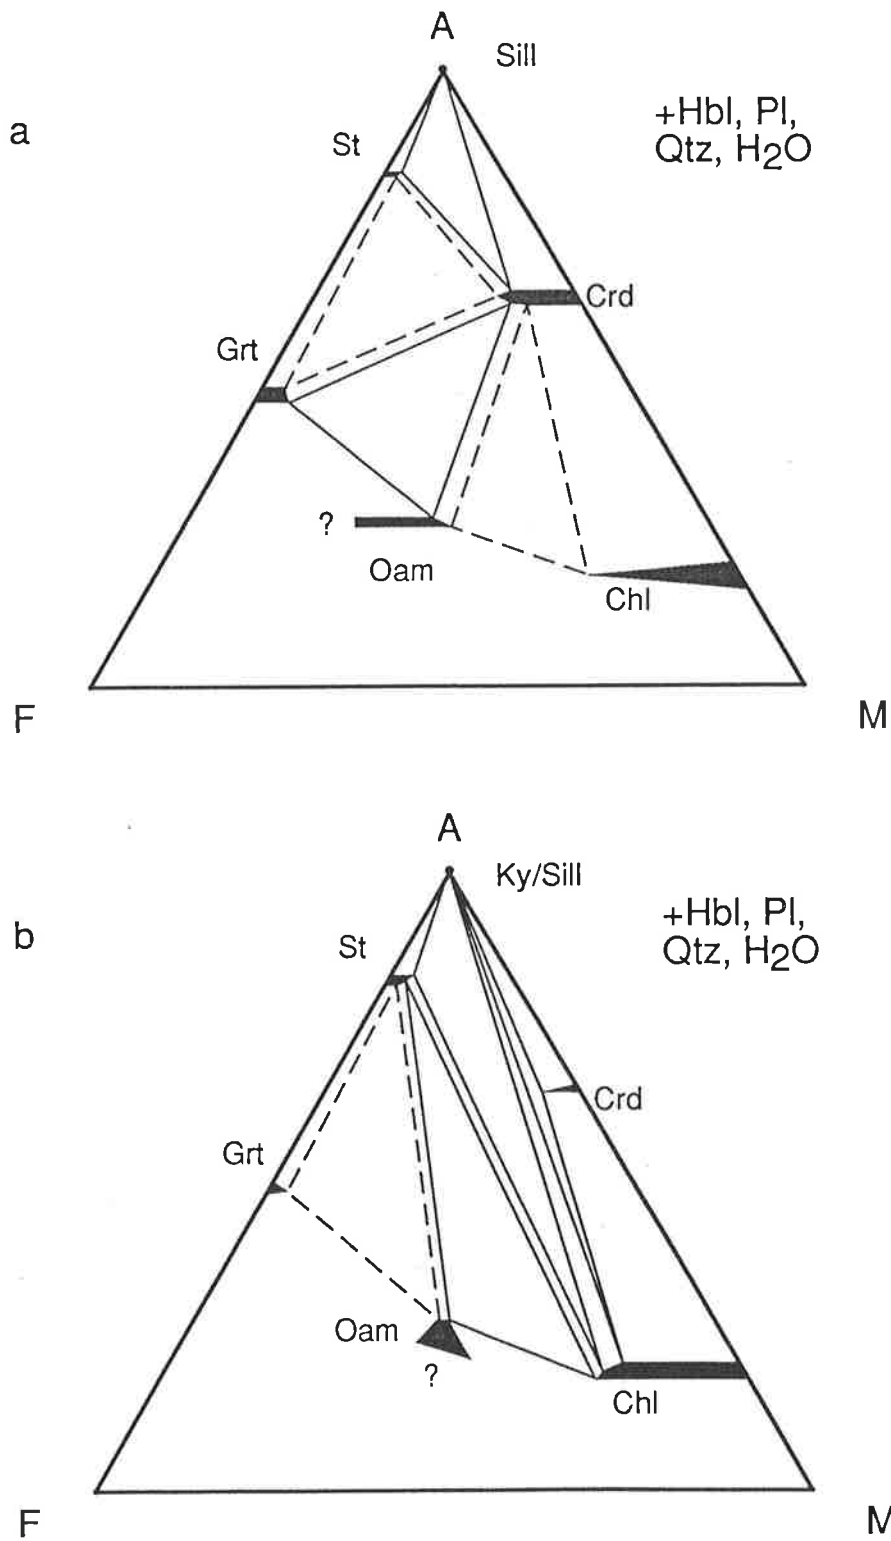 A
Sill
a
+Hbl, Pl,
Qtz, H2O
St
Crd
Grt
?
Oam
Chl
F
M
A
Ky/Sill
b
+Hbl, Pl,
Qtz, H2O
St
Crd
Grt
Oam
?
Chl
F
M